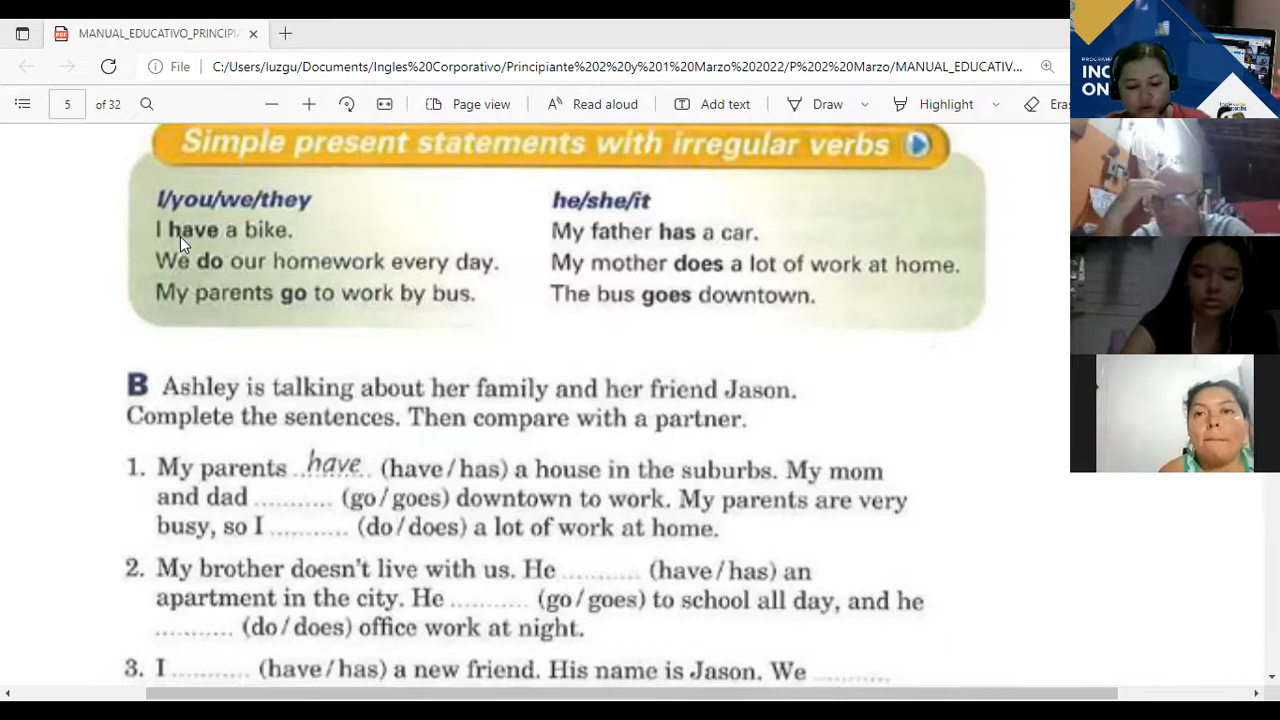 MANUAL_EDUCATIVO_PRINCIPI
File C:/Users/luzgu/Documents/Ingles%20Corporativo/Principiante%202%20y%201%20Marzo%2022/P
5 of 32 Page view Read aloud Add text Draw Highlight
Simple present statements with irregular verbs
I/you/we/they
I have a bike.
We do our homework every day.
My parents go to work by bus.
he/she/it
My father has a car.
My mother does a lot of work at home.
The bus goes downtown.
B Ashley is talking about her family and her friend Jason.
Complete the sentences. Then compare with a partner.
1. My parents have (have/has) a house in the suburbs. My mom
and dad ........... (go/goes) downtown to work. My parents are very
busy, so I ........... (do/does) a lot of work at home.
2. My brother doesn't live with us. He ........... (have/has) an
apartment in the city. He ........... (go/goes) to school all day, and he
........... (do/does) office work at night.
3. I ........... (have/has) a new friend. His name is Jason. We ...........